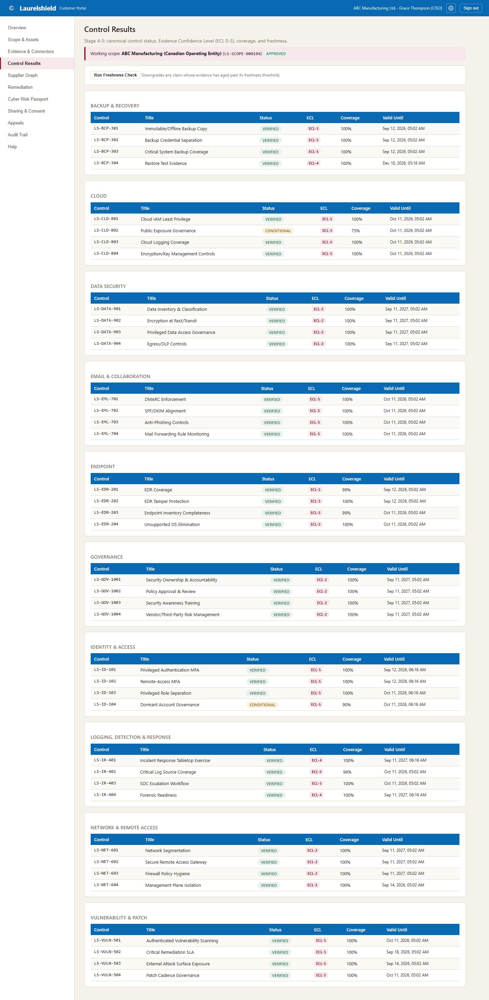 Laurelshield Customer Portal
ABC Manufacturing Ltd. · Grace Thompson (CISO)
Sign out
Overview
Scope & Assets
Evidence & Connectors
Control Results
Supplier Graph
Remediation
Cyber Risk Passport
Sharing & Consent
Appeals
Audit Trail
Help
Control Results
Stage 4-5: canonical control status, Evidence Confidence Level (ECL 0-5), coverage, and freshness.
Working scope: ABC Manufacturing (Canadian Operating Entity) (LS-SCOPE-000184) APPROVED
Run Freshness Check Downgrades any claim whose evidence has aged past its freshness threshold.
BACKUP & RECOVERY
Control Title Status ECL Coverage Valid Until
LS-BCP-301 Immutable/Offline Backup Copy VERIFIED ECL-5 100% Sep 12, 2026, 05:02 AM
LS-BCP-302 Backup Credential Separation VERIFIED ECL-5 100% Sep 12, 2026, 05:02 AM
LS-BCP-303 Critical System Backup Coverage VERIFIED ECL-5 100% Sep 12, 2026, 05:02 AM
LS-BCP-304 Restore Test Evidence VERIFIED ECL-4 100% Dec 10, 2026, 05:16 AM
CLOUD
Control Title Status ECL Coverage Valid Until
LS-CLD-801 Cloud IAM Least Privilege VERIFIED ECL-5 100% Oct 11, 2026, 05:02 AM
LS-CLD-802 Public Exposure Governance CONDITIONAL ECL-5 75% Oct 11, 2026, 05:02 AM
LS-CLD-803 Cloud Logging Coverage VERIFIED ECL-5 100% Oct 11, 2026, 05:02 AM
LS-CLD-804 Encryption/Key Management Controls VERIFIED ECL-5 100% Oct 11, 2026, 05:02 AM
DATA SECURITY
Control Title Status ECL Coverage Valid Until
LS-DATA-901 Data Inventory & Classification VERIFIED ECL-2 100% Sep 11, 2027, 05:02 AM
LS-DATA-902 Encryption at Rest/Transit VERIFIED ECL-2 100% Sep 11, 2027, 05:02 AM
LS-DATA-903 Privileged Data Access Governance VERIFIED ECL-2 100% Sep 11, 2027, 05:02 AM
LS-DATA-904 Egress/DLP Controls VERIFIED ECL-2 100% Sep 11, 2027, 05:02 AM
EMAIL & COLLABORATION
Control Title Status ECL Coverage Valid Until
LS-EML-701 DMARC Enforcement VERIFIED ECL-5 100% Oct 11, 2026, 05:02 AM
LS-EML-702 SPF/DKIM Alignment VERIFIED ECL-5 100% Oct 11, 2026, 05:02 AM
LS-EML-703 Anti-Phishing Controls VERIFIED ECL-5 100% Oct 11, 2026, 05:02 AM
LS-EML-704 Mail Forwarding Rule Monitoring VERIFIED ECL-5 100% Oct 11, 2026, 05:02 AM
ENDPOINT
Control Title Status ECL Coverage Valid Until
LS-EDR-201 EDR Coverage VERIFIED ECL-5 99% Sep 12, 2026, 05:02 AM
LS-EDR-202 EDR Tamper Protection VERIFIED ECL-5 100% Sep 12, 2026, 05:02 AM
LS-EDR-203 Endpoint Inventory Completeness VERIFIED ECL-5 99% Oct 11, 2026, 05:02 AM
LS-EDR-204 Unsupported OS Elimination VERIFIED ECL-5 100% Oct 11, 2026, 05:02 AM
GOVERNANCE
Control Title Status ECL Coverage Valid Until
LS-GOV-1001 Security Ownership & Accountability VERIFIED ECL-2 100% Sep 11, 2027, 05:02 AM
LS-GOV-1002 Policy Approval & Review VERIFIED ECL-2 100% Sep 11, 2027, 05:02 AM
LS-GOV-1003 Security Awareness Training VERIFIED ECL-2 100% Sep 11, 2027, 05:02 AM
LS-GOV-1004 Vendor/Third-Party Risk Management VERIFIED ECL-2 100% Sep 11, 2027, 05:02 AM
IDENTITY & ACCESS
Control Title Status ECL Coverage Valid Until
LS-ID-101 Privileged Authentication MFA VERIFIED ECL-5 100% Sep 12, 2026, 06:16 AM
LS-ID-102 Remote-Access MFA VERIFIED ECL-5 100% Sep 12, 2026, 06:16 AM
LS-ID-103 Privileged Role Separation VERIFIED ECL-5 100% Oct 11, 2026, 06:16 AM
LS-ID-104 Dormant Account Governance CONDITIONAL ECL-5 90% Oct 11, 2026, 06:16 AM
LOGGING, DETECTION & RESPONSE
Control Title Status ECL Coverage Valid Until
LS-IR-401 Incident Response Tabletop Exercise VERIFIED ECL-4 100% Sep 11, 2027, 06:16 AM
LS-IR-402 Critical Log Source Coverage VERIFIED ECL-5 96% Oct 11, 2026, 05:02 AM
LS-IR-403 SOC Escalation Workflow VERIFIED ECL-5 100% Oct 11, 2026, 05:02 AM
LS-IR-404 Forensic Readiness VERIFIED ECL-4 100% Sep 11, 2027, 06:16 AM
NETWORK & REMOTE ACCESS
Control Title Status ECL Coverage Valid Until
LS-NET-601 Network Segmentation VERIFIED ECL-2 100% Sep 11, 2027, 05:02 AM
LS-NET-602 Secure Remote Access Gateway VERIFIED ECL-2 100% Sep 11, 2027, 05:02 AM
LS-NET-603 Firewall Policy Hygiene VERIFIED ECL-2 100% Sep 11, 2027, 05:02 AM
LS-NET-604 Management Plane Isolation VERIFIED ECL-5 100% Sep 14, 2026, 05:02 AM
VULNERABILITY & PATCH
Control Title Status ECL Coverage Valid Until
LS-VULN-501 Authenticated Vulnerability Scanning VERIFIED ECL-5 100% Oct 11, 2026, 05:02 AM
LS-VULN-502 Critical Remediation SLA VERIFIED ECL-5 100% Sep 18, 2026, 05:02 AM
LS-VULN-503 External Attack Surface Exposure VERIFIED ECL-5 100% Sep 14, 2026, 05:02 AM
LS-VULN-504 Patch Cadence Governance VERIFIED ECL-5 100% Oct 11, 2026, 05:02 AM